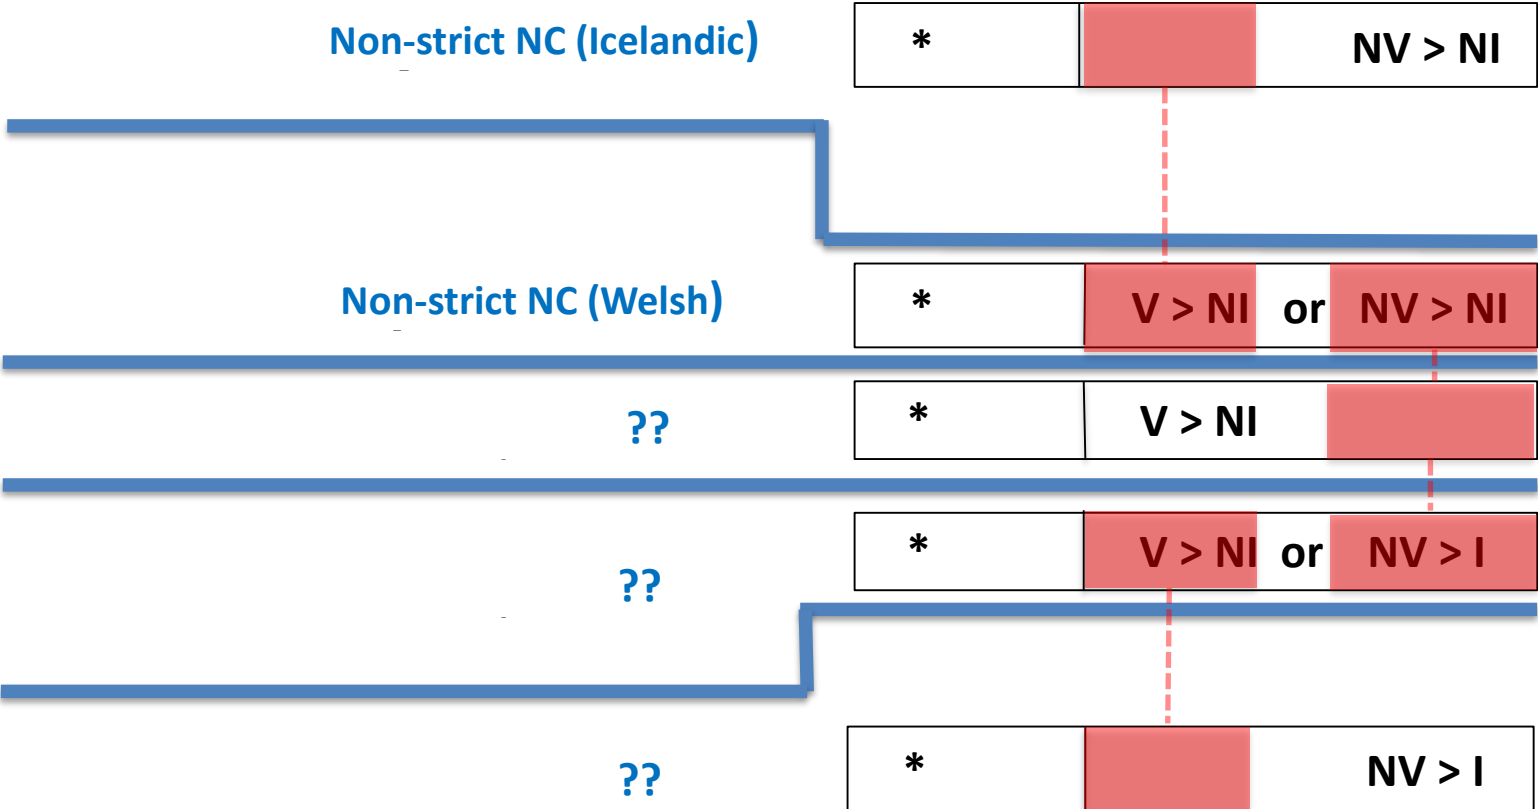 Non-strict NC (Icelandic) * NV > NI
Non-strict NC (Welsh) * V > NI or NV > NI
?? * V > NI
?? * V > NI or NV > I
?? * NV > I